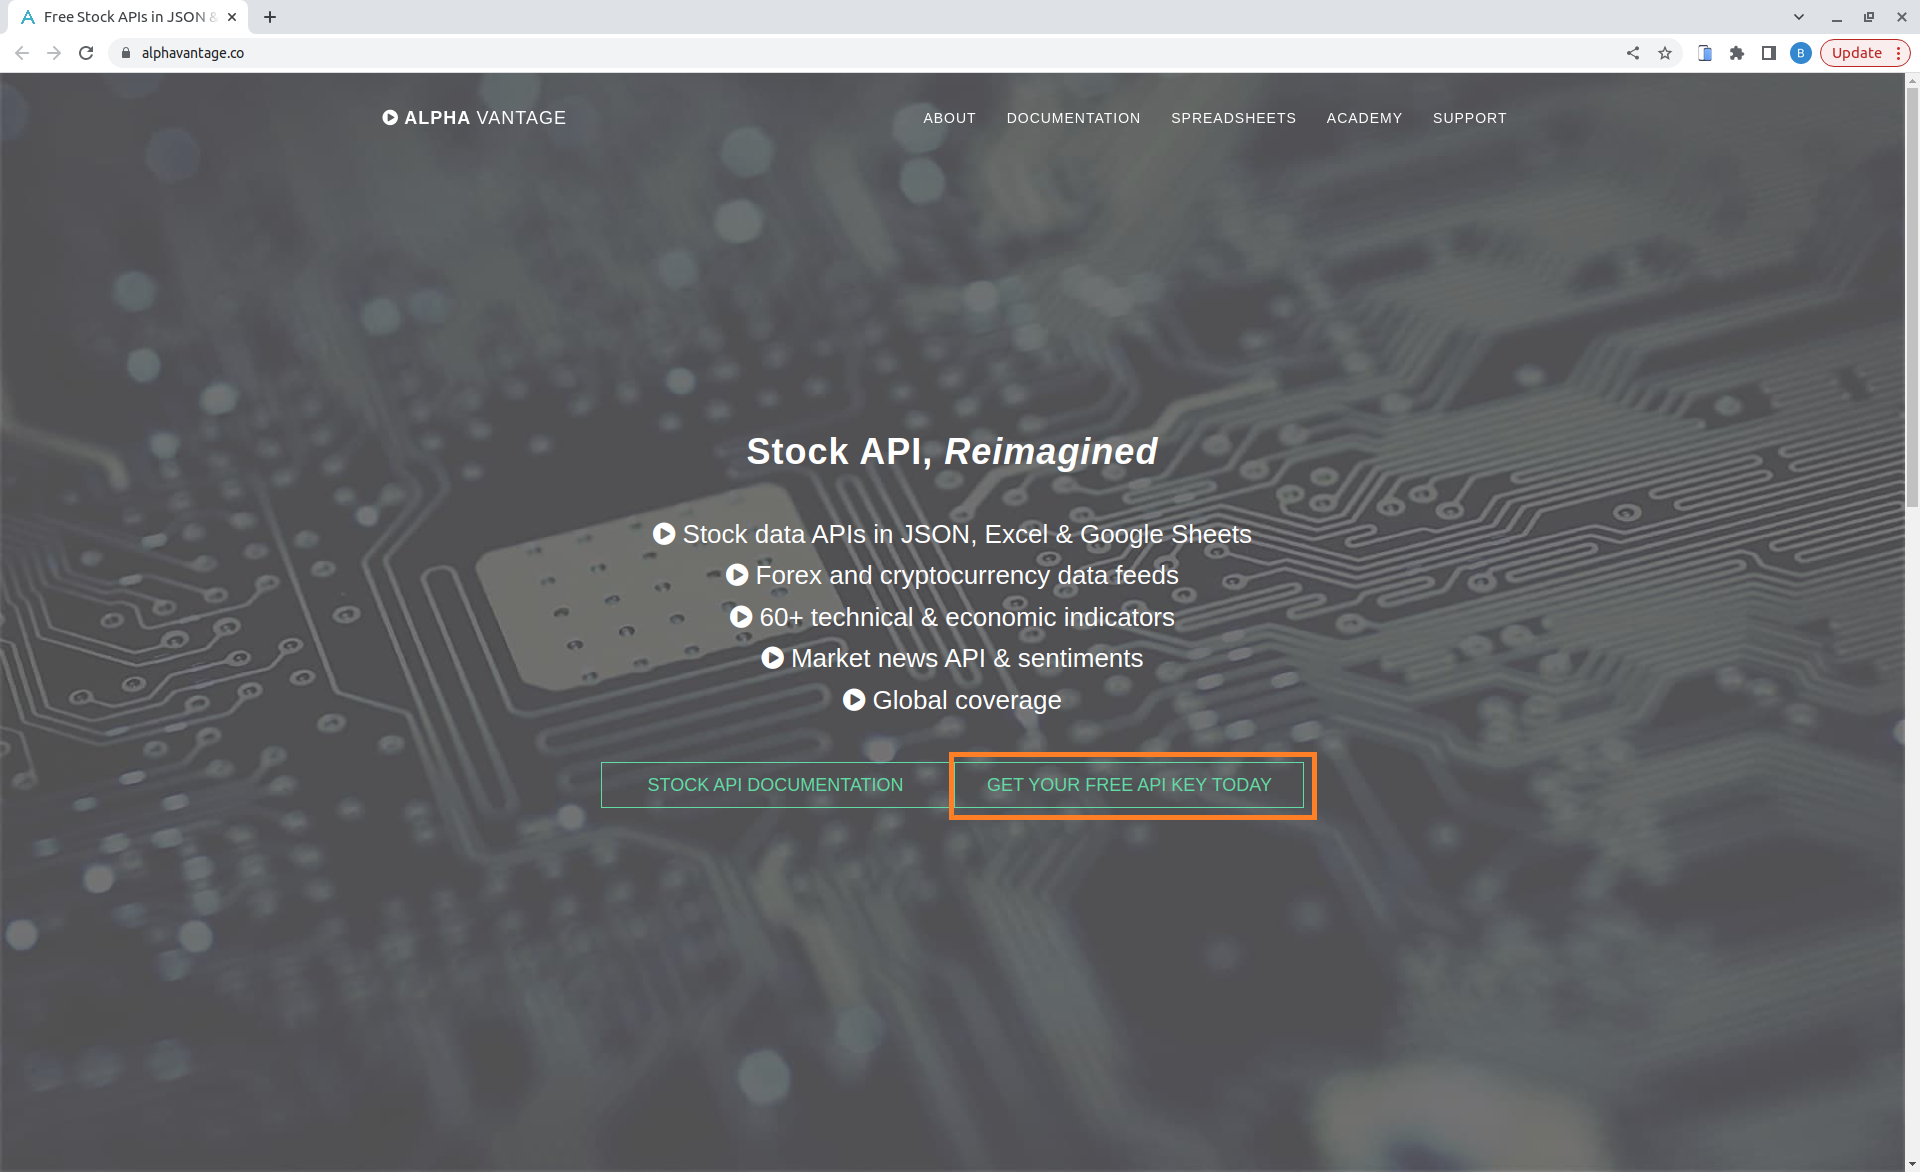 Free Stock APIs in JSON &
alphavantage.co
B
Update
ALPHA VANTAGE
ABOUT DOCUMENTATION SPREADSHEETS ACADEMY SUPPORT
Stock API, Reimagined
Stock data APIs in JSON, Excel & Google Sheets
Forex and cryptocurrency data feeds
60+ technical & economic indicators
Market news API & sentiments
Global coverage
STOCK API DOCUMENTATION GET YOUR FREE API KEY TODAY